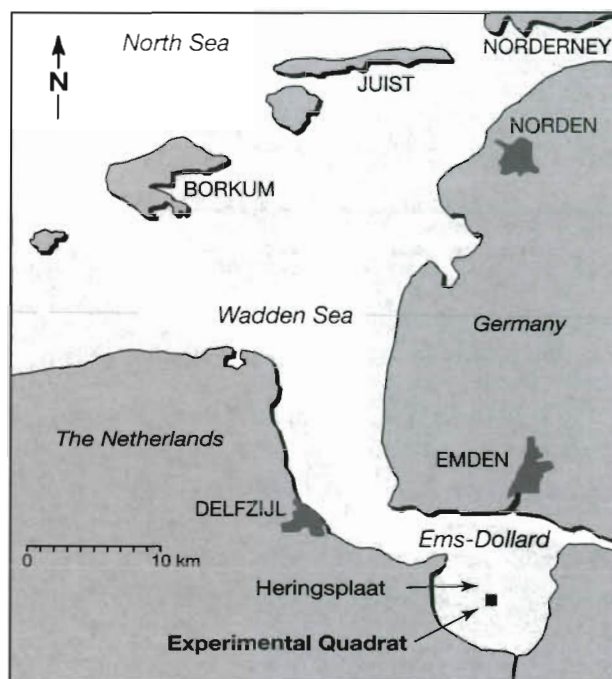 North Sea
N
NORDERNEY
JUIST
NORDEN
BORKUM
Wadden Sea
Germany
The Netherlands
EMDEN
DELFZIJL
Ems-Dollard
0 10 km
Heringsplaat
Experimental Quadrat